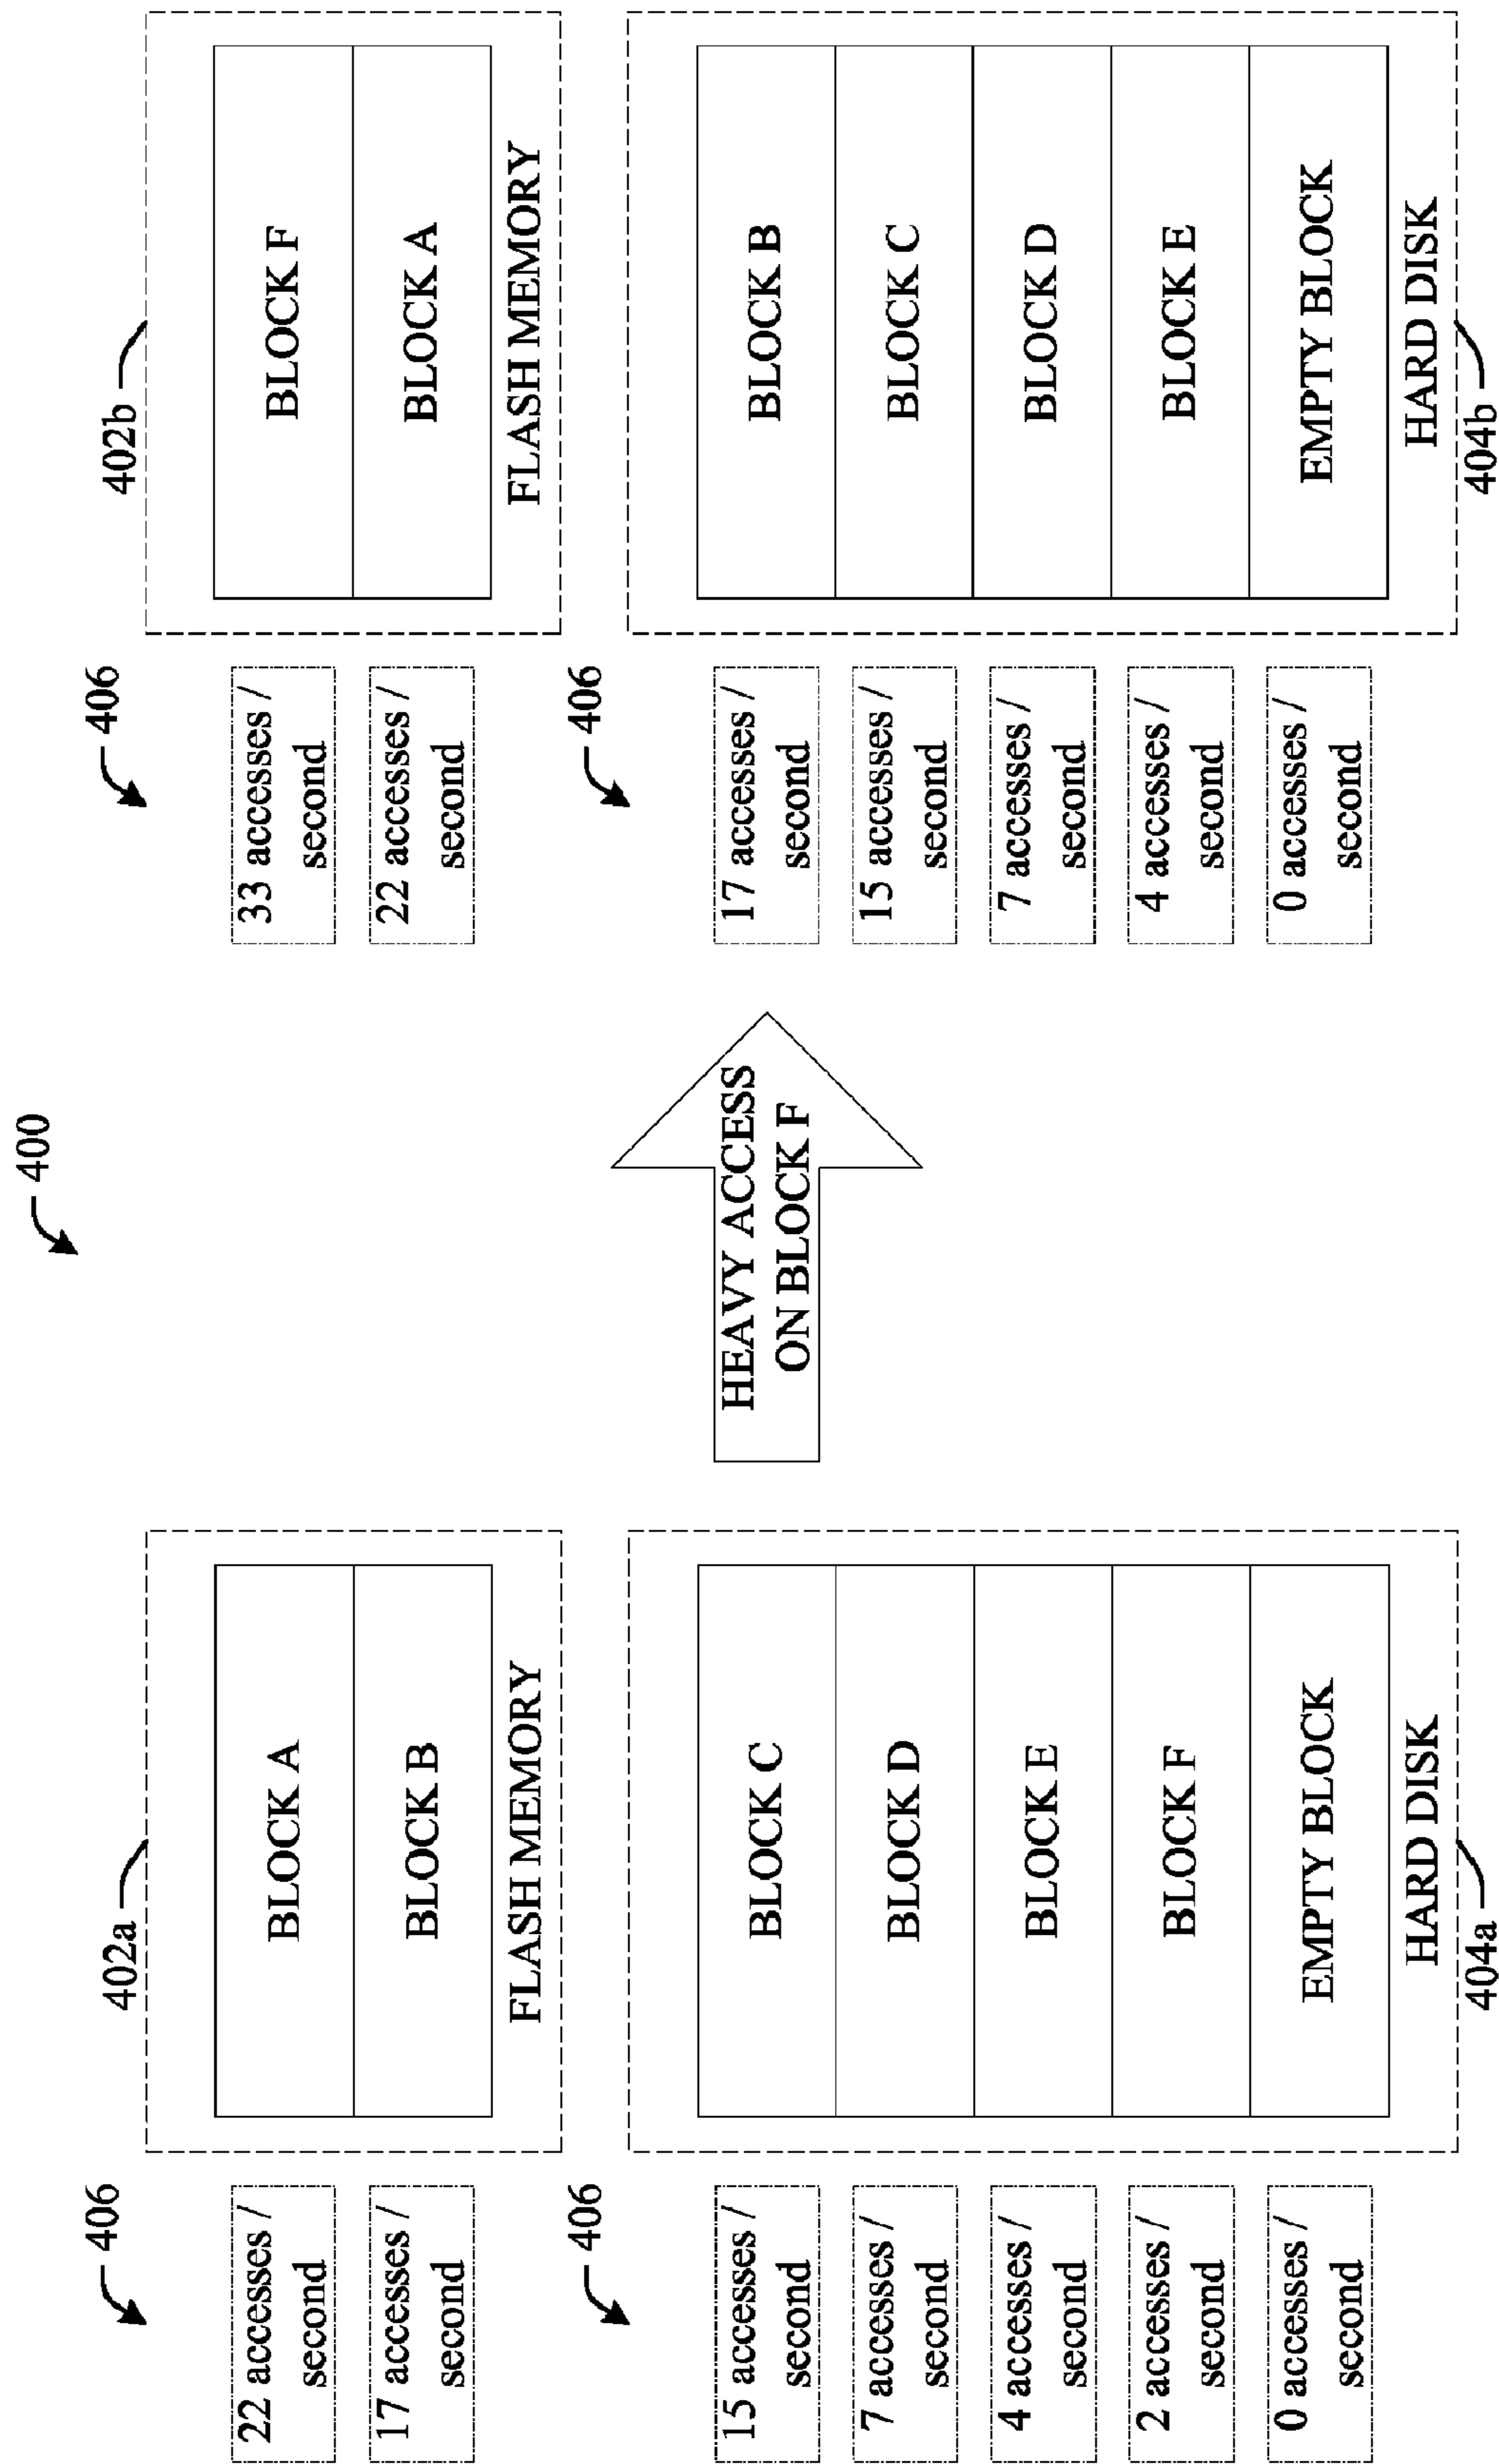 400
406
402a
22 accesses /
second
BLOCK A
17 accesses /
second
BLOCK B
FLASH MEMORY
406
15 accesses /
second
BLOCK C
7 accesses /
second
BLOCK D
4 accesses /
second
BLOCK E
2 accesses /
second
BLOCK F
0 accesses /
second
EMPTY BLOCK
HARD DISK
404a
HEAVY ACCESS
ON BLOCK F
406
402b
33 accesses /
second
BLOCK F
22 accesses /
second
BLOCK A
FLASH MEMORY
406
17 accesses /
second
BLOCK B
15 accesses /
second
BLOCK C
7 accesses /
second
BLOCK D
4 accesses /
second
BLOCK E
0 accesses /
second
EMPTY BLOCK
HARD DISK
404b